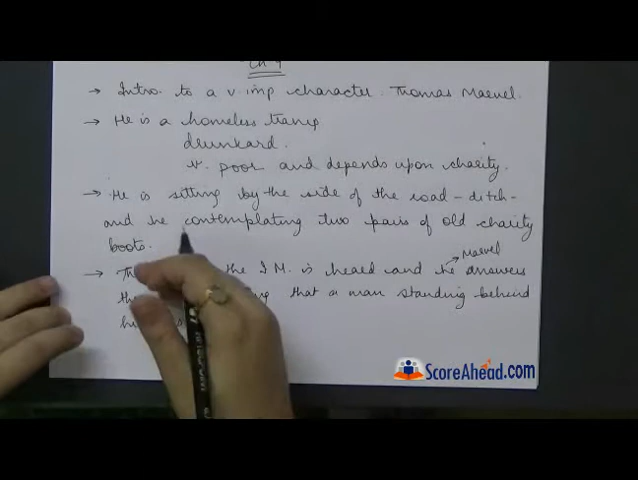 Ch 9
→ Intro. to a v. imp character. Thomas Marvel.
→ He is a homeless tramp
drunkard.
v. poor and depends upon charity.
→ He is sitting by the side of the road - ditch -
and he contemplating two pairs of old charity
boots.
Marvel
→ the I M. is heard and he answers
that a man standing behind
ScoreAhead.com